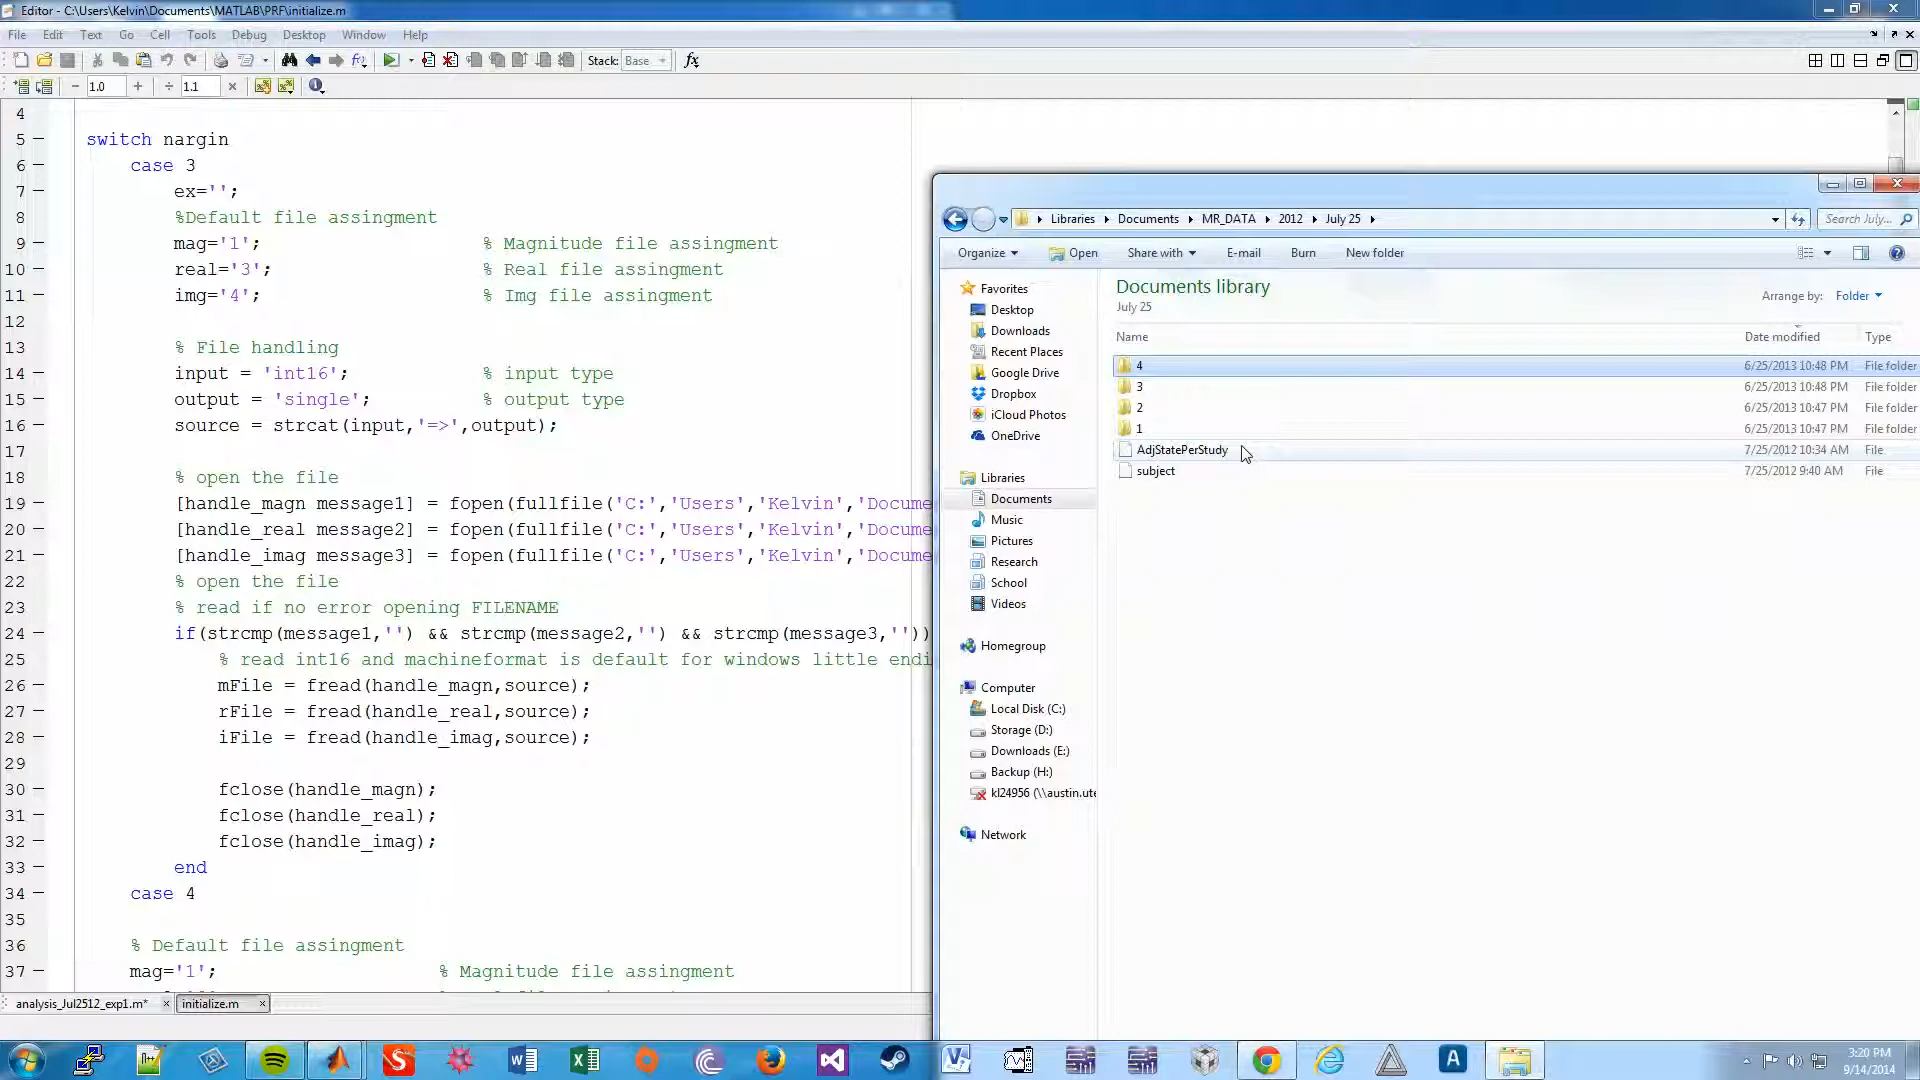 Editor - C:\Users\Kelvin\Documents\MATLAB\PRF\initialize.m
File Edit Text Go Cell Tools Debug Desktop Window Help
Stack: Base fx
− 1.0 + ÷ 1.1 ×
4
5 − switch nargin
6 − case 3
7 − ex='';
8 %Default file assingment
9 − mag='1'; % Magnitude file assingment
10 − real='3'; % Real file assingment
11 − img='4'; % Img file assingment
12
13 % File handling
14 − input = 'int16'; % input type
15 − output = 'single'; % output type
16 − source = strcat(input,'=>',output);
17
18 % open the file
19 − [handle_magn message1] = fopen(fullfile('C:','Users','Kelvin','Docume
20 − [handle_real message2] = fopen(fullfile('C:','Users','Kelvin','Docume
21 − [handle_imag message3] = fopen(fullfile('C:','Users','Kelvin','Docume
22 % open the file
23 % read if no error opening FILENAME
24 − if(strcmp(message1,'') && strcmp(message2,'') && strcmp(message3,''))
25 % read int16 and machineformat is default for windows little endi
26 − mFile = fread(handle_magn,source);
27 − rFile = fread(handle_real,source);
28 − iFile = fread(handle_imag,source);
29
30 − fclose(handle_magn);
31 − fclose(handle_real);
32 − fclose(handle_imag);
33 − end
34 − case 4
35
36 % Default file assingment
37 − mag='1'; % Magnitude file assingment
analysis_Jul2512_exp1.m* × initialize.m ×
Libraries Documents MR_DATA 2012 July 25 Search July...
Organize Open Share with E-mail Burn New folder
Favorites
Desktop
Downloads
Recent Places
Google Drive
Dropbox
iCloud Photos
OneDrive
Libraries
Documents
Music
Pictures
Research
School
Videos
Homegroup
Computer
Local Disk (C:)
Storage (D:)
Downloads (E:)
Backup (H:)
kl24956 (\\austin.ute
Network
Documents library
July 25
Arrange by: Folder
Name Date modified Type
4 6/25/2013 10:48 PM File folder
3 6/25/2013 10:48 PM File folder
2 6/25/2013 10:47 PM File folder
1 6/25/2013 10:47 PM File folder
AdjStatePerStudy 7/25/2012 10:34 AM File
subject 7/25/2012 9:40 AM File
3:20 PM
9/14/2014